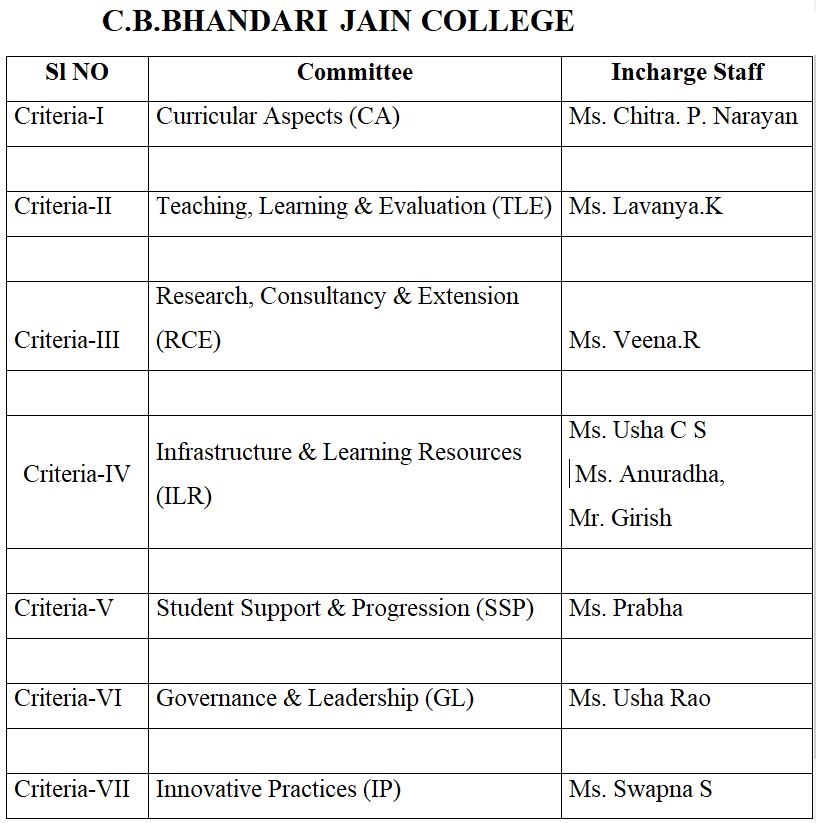 C.B.BHANDARI JAIN COLLEGE
Sl NO Committee Incharge Staff
Criteria-I Curricular Aspects (CA) Ms. Chitra. P. Narayan
Criteria-II Teaching, Learning & Evaluation (TLE) Ms. Lavanya.K
Research, Consultancy & Extension
Criteria-III (RCE) Ms. Veena.R
Ms. Usha C S
Infrastructure & Learning Resources
Criteria-IV Ms. Anuradha,
(ILR)
Mr. Girish
Criteria-V Student Support & Progression (SSP) Ms. Prabha
Criteria-VI Governance & Leadership (GL) Ms. Usha Rao
Criteria-VII Innovative Practices (IP) Ms. Swapna S